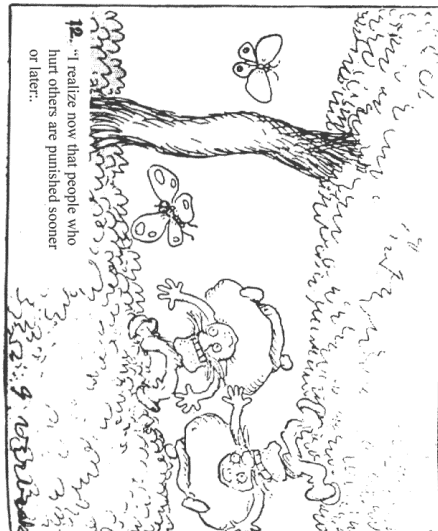 12. "I realize now that people who
hurt others are punished sooner
or later:.